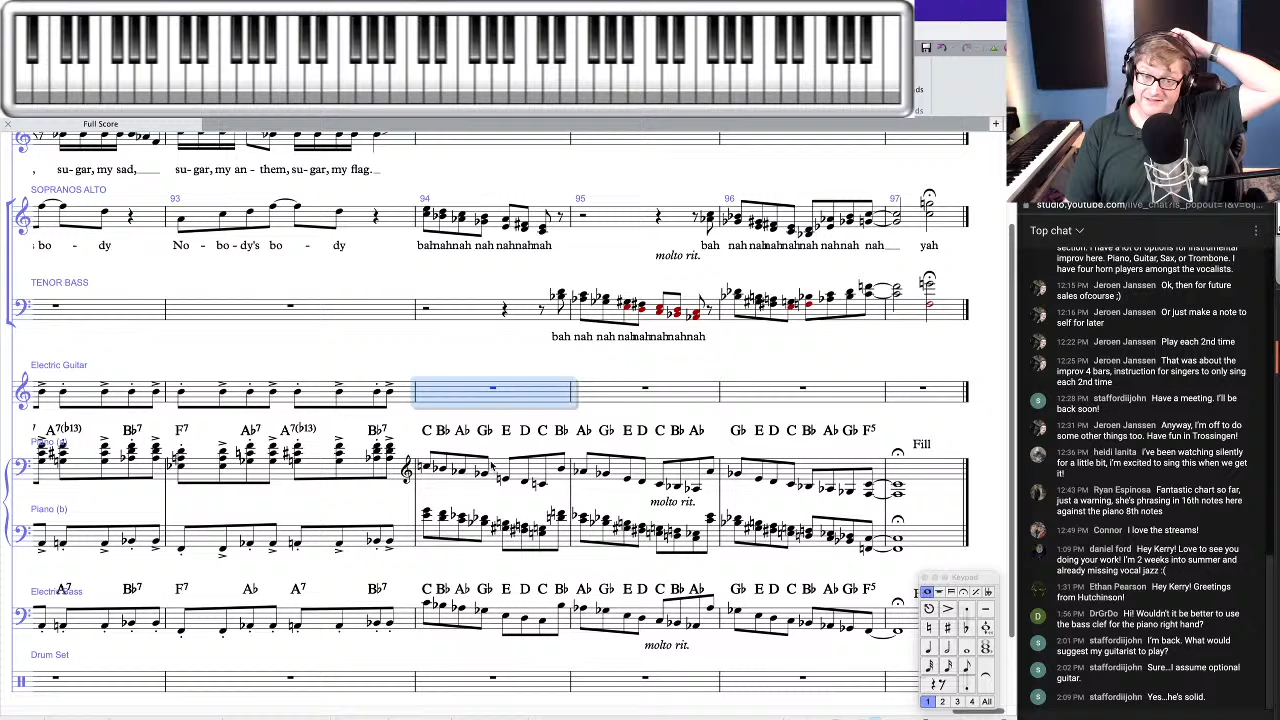 Full Score
su- gar, my sad,____ su- gar, my an - them, su- gar, my flag._
SOPRANOS ALTO
93 94 95 96 97
bo - dy No - bo - dy's bo - dy bahnahnah nah nahnahnah bah nah nahnah nah nahnah nah nah___ yah
molto rit.
TENOR BASS
bah nah nah nahnahnahnahnah
Electric Guitar
A7(b13) Bb7 F7 Ab7 A7(b13) Bb7 C Bb Ab Gb E D C Bb Ab Gb E D C Bb Ab Gb E D C Bb Ab Gb F5
Fill
molto rit.
Piano (b)
Electric Bass
A7 Bb7 F7 Ab A7 Bb7 C Bb Ab Gb E D C Bb Ab Gb E D C Bb Ab Gb E D C Bb Ab Gb F5
molto rit.
Drum Set
Keypad
1 2 3 4 All
studio.youtube.com
Top chat
section. I have a lot of options for instrumental
improv here. Piano, Guitar, Sax, or Trombone. I
have four horn players amongst the vocalists.
12:15 PM Jeroen Janssen Ok, then for future
sales ofcourse ;)
12:16 PM Jeroen Janssen Or just make a note to
self for later
12:22 PM Jeroen Janssen Play each 2nd time
12:25 PM Jeroen Janssen That was about the
improv 4 bars, instruction for singers to only sing
each 2nd time
12:28 PM staffordiijohn Have a meeting. I'll be
back soon!
12:31 PM Jeroen Janssen Anyway, I'm off to do
some other things too. Have fun in Trossingen!
12:36 PM heidi lanita I've been watching silently
for a little bit, i'm excited to sing this when we get
it!
12:43 PM Ryan Espinosa Fantastic chart so far,
just a warning, she's phrasing in 16th notes here
against the piano 8th notes
12:49 PM Connor I love the streams!
1:09 PM daniel ford Hey Kerry! Love to see you
doing your work! I'm 2 weeks into summer and
already missing vocal jazz :(
1:31 PM Ethan Pearson Hey Kerry! Greetings
from Hutchinson!
1:56 PM DrGrDo Hi! Wouldn't it be better to use
the bass clef for the piano right hand?
2:01 PM staffordiijohn I'm back. What would
suggest my guitarist to play?
2:02 PM staffordiijohn Sure...I assume optional
guitar.
2:09 PM staffordiijohn Yes...he's solid.